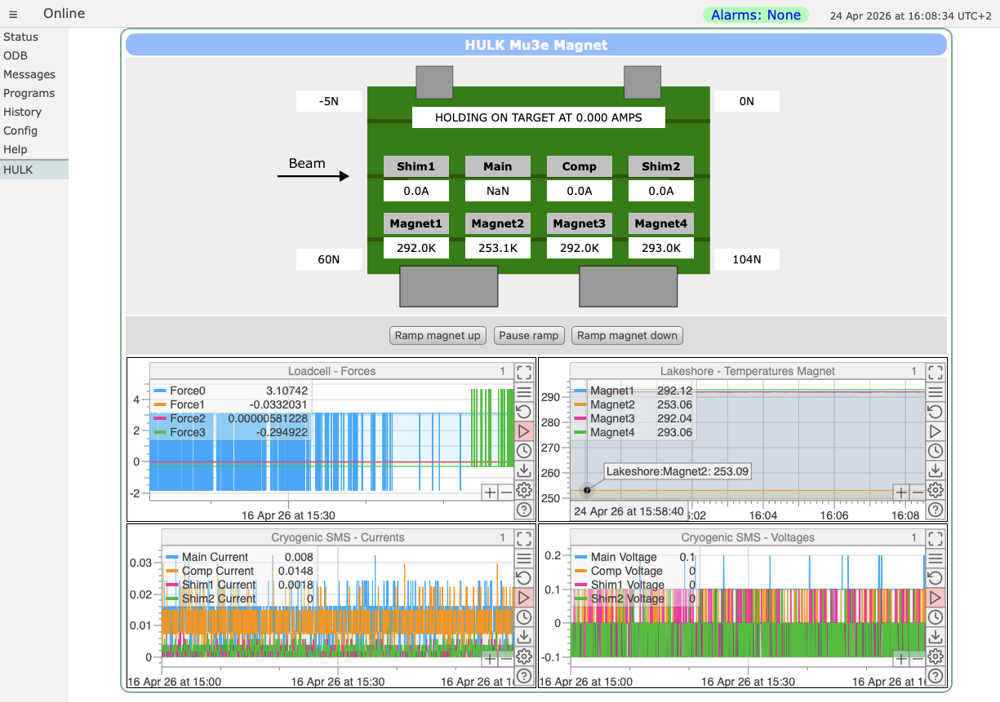 ≡ Online Alarms: None 24 Apr 2026 at 16:08:34 UTC+2
Status
ODB
Messages
Programs
History
Config
Help
HULK
HULK Mu3e Magnet
-5N 0N
HOLDING ON TARGET AT 0.000 AMPS
Beam
Shim1 Main Comp Shim2
0.0A NaN 0.0A 0.0A
Magnet1 Magnet2 Magnet3 Magnet4
292.0K 253.1K 292.0K 293.0K
60N 104N
Ramp magnet up Pause ramp Ramp magnet down
Loadcell - Forces 1
Force0 3.10742
Force1 -0.0332031
Force2 0.00000581228
Force3 -0.294922
4
2
0
-2
16 Apr 26 at 15:30
Lakeshore - Temperatures Magnet 1
Magnet1 292.12
Magnet2 253.06
Magnet3 292.04
Magnet4 293.06
290
280
270
260
250
Lakeshore:Magnet2: 253.09
24 Apr 26 at 15:58:40 :02 16:04 16:06 16:08
Cryogenic SMS - Currents 1
Main Current 0.008
Comp Current 0.0148
Shim1 Current 0.0018
Shim2 Current 0
0.03
0.02
0.01
0
16 Apr 26 at 15:00 16 Apr 26 at 15:30 16 Apr 26 at
Cryogenic SMS - Voltages 1
Main Voltage 0.1
Comp Voltage 0
Shim1 Voltage 0
Shim2 Voltage 0
0.2
0.1
0
-0.1
16 Apr 26 at 15:00 16 Apr 26 at 15:30 16 Apr 26 at